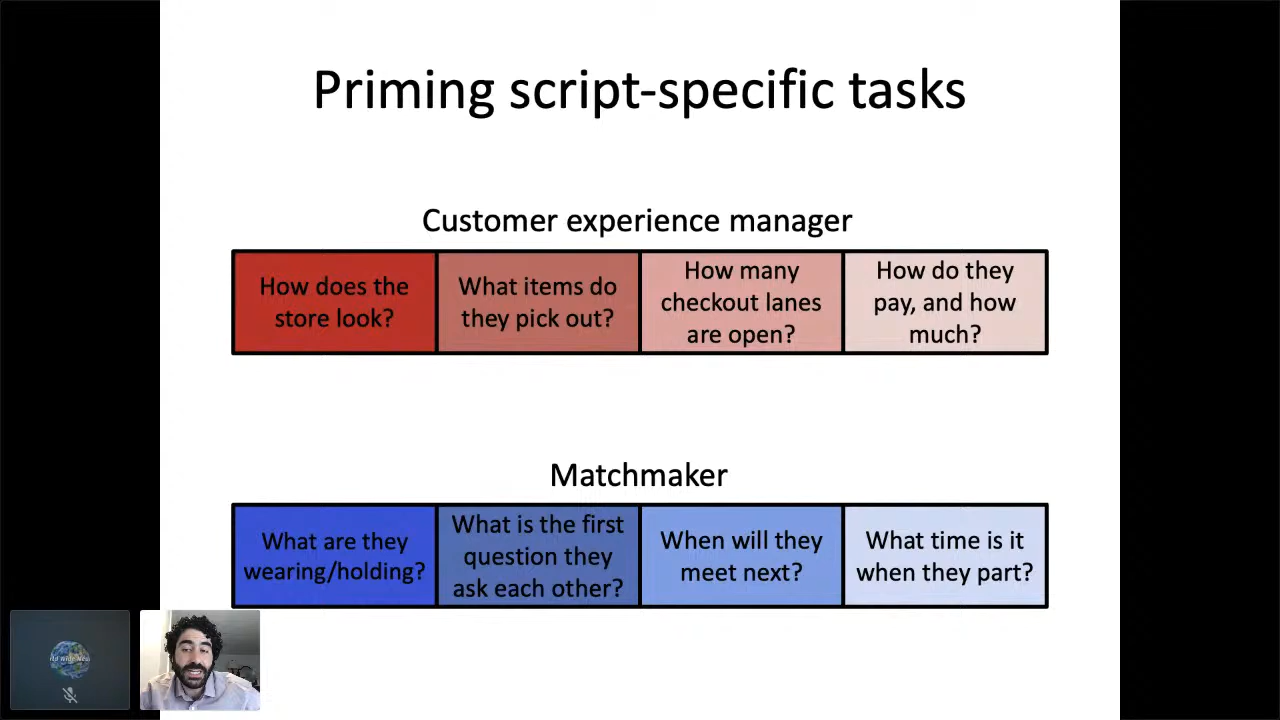 Priming script-specific tasks
Customer experience manager
How does the
store look?
What items do
they pick out?
How many
checkout lanes
are open?
How do they
pay, and how
much?
Matchmaker
What are they
wearing/holding?
What is the first
question they
ask each other?
When will they
meet next?
What time is it
when they part?